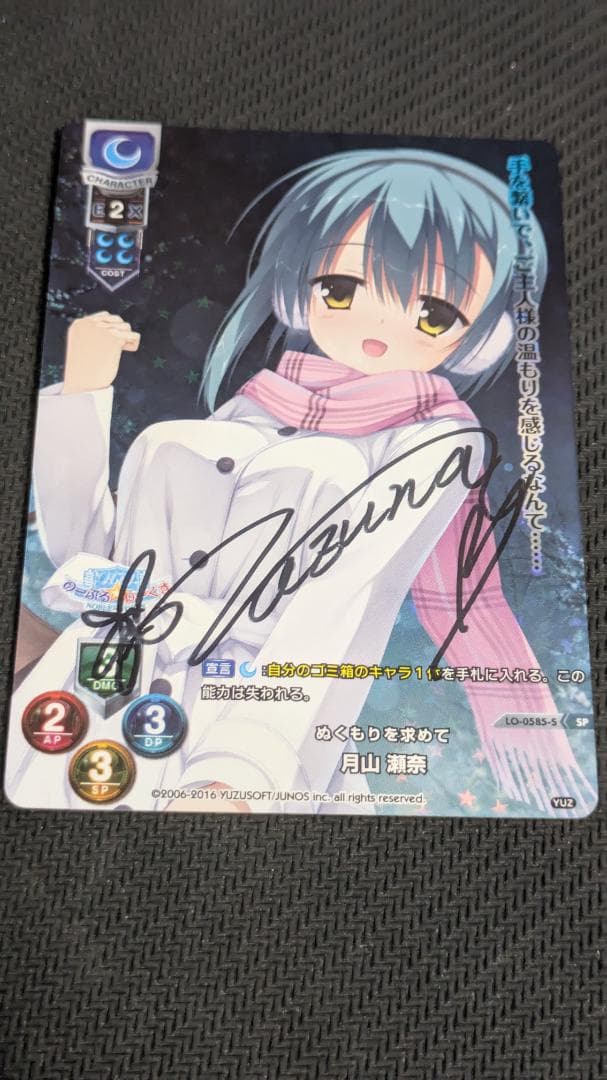 CHARACTER
E 2 X
COST
手を繋いで、ご主人様の温もりを感じるなんて……
Tazuna
DMG
宣言 :自分のゴミ箱のキャラ1体を手札に入れる。この
能力は失われる。
2
AP
3
DP
3
SP
LO-0585-S SP
ぬくもりを求めて
月山 瀬奈
©2006-2016 YUZUSOFT/JUNOS inc. all rights reserved.
YUZ